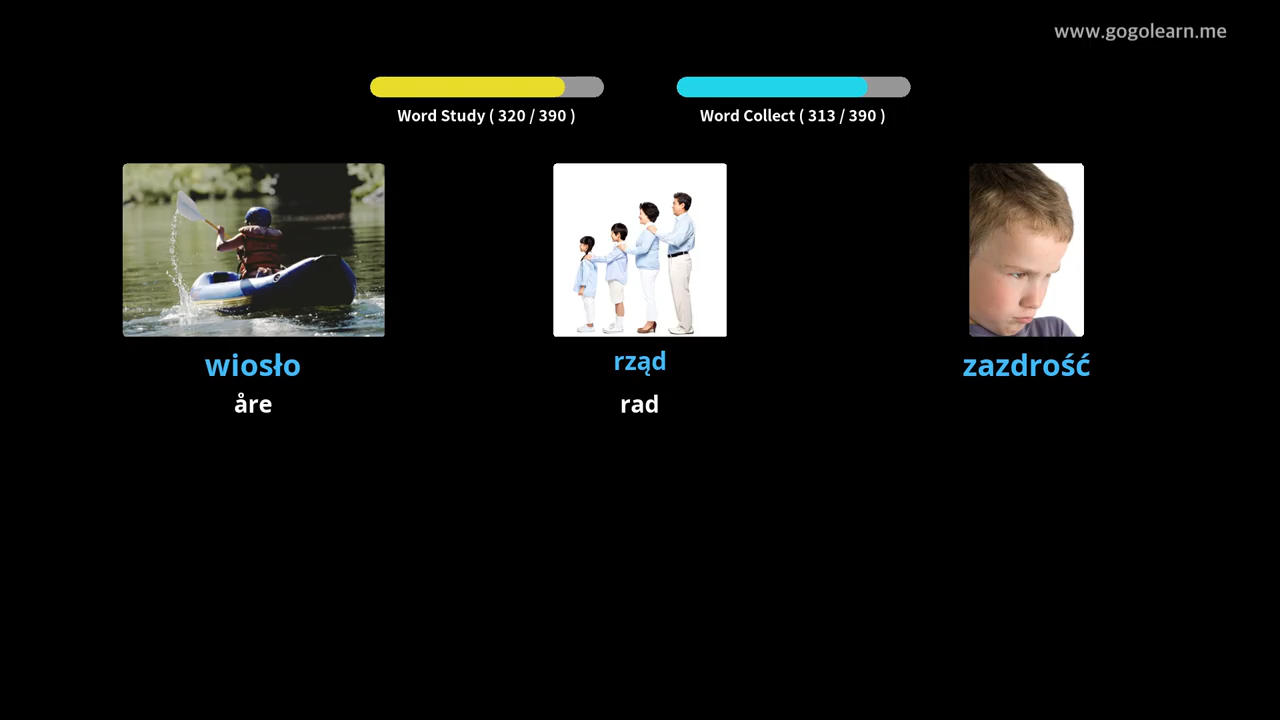 www.gogolearn.me
Word Study ( 320 / 390 )
Word Collect ( 313 / 390 )
wiosło
rząd
zazdrość
åre
rad